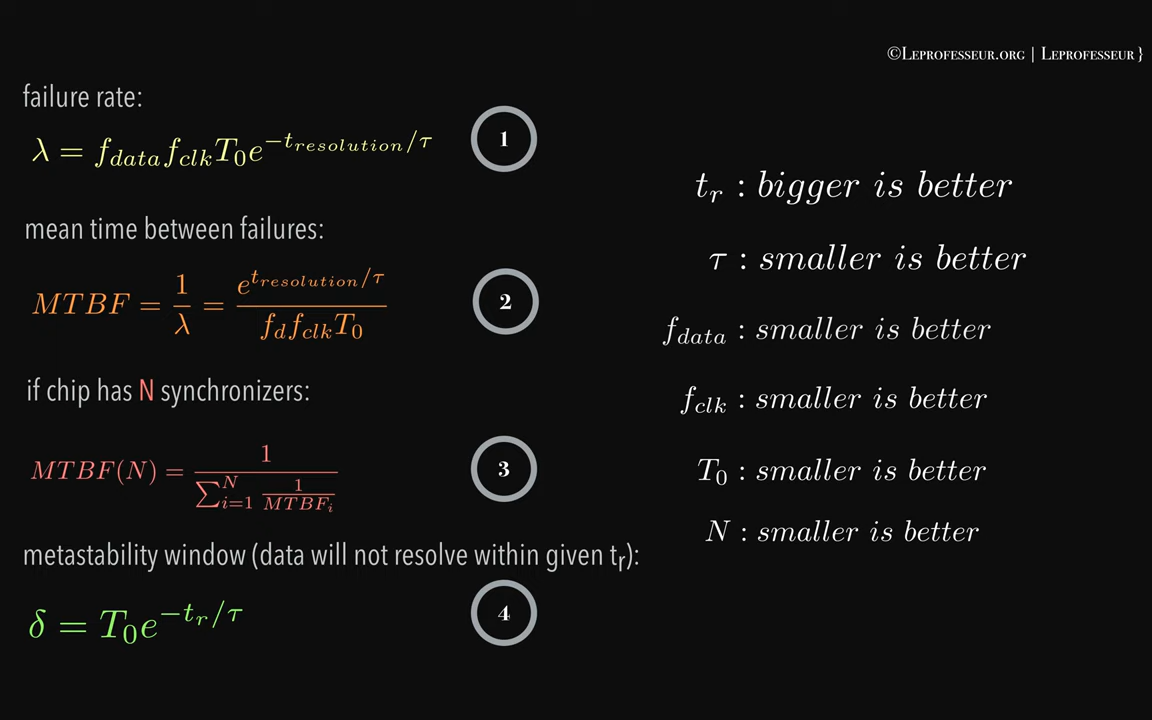 ©Leprofesseur.org | Leprofesseur }
failure rate:
λ = f_data f_clk T_0 e^{-t_resolution/τ}
1
mean time between failures:
MTBF = 1/λ = e^{t_resolution/τ} / (f_d f_clk T_0)
2
if chip has N synchronizers:
MTBF(N) = 1 / (∑_{i=1}^{N} 1/MTBF_i)
3
metastability window (data will not resolve within given t_r):
δ = T_0 e^{-t_r/τ}
4
t_r : bigger is better
τ : smaller is better
f_data : smaller is better
f_clk : smaller is better
T_0 : smaller is better
N : smaller is better